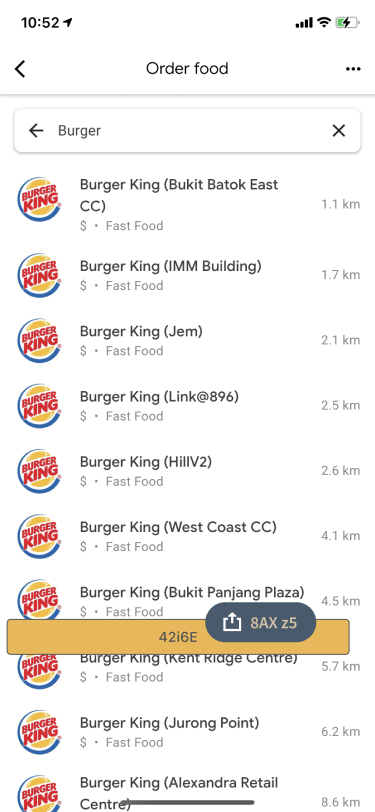 10:52
Order food
Burger
Burger King (Bukit Batok East
CC)
1.1 km
$ • Fast Food
Burger King (IMM Building)
1.7 km
$ • Fast Food
Burger King (Jem)
2.1 km
$ • Fast Food
Burger King (Link@896)
2.5 km
$ • Fast Food
Burger King (HillV2)
2.6 km
$ • Fast Food
Burger King (West Coast CC)
4.1 km
$ • Fast Food
Burger King (Bukit Panjang Plaza)
4.5 km
$ • Fast Food
8AX z5
42i6E
Burger King (Kent Ridge Centre)
5.7 km
$ • Fast Food
Burger King (Jurong Point)
6.2 km
$ • Fast Food
Burger King (Alexandra Retail
Centre)
8.6 km
BURGER
KING
BURGER
KING
BURGER
KING
BURGER
KING
BURGER
KING
BURGER
KING
BURGER
KING
BURGER
KING
BURGER
KING
BURGER
KING